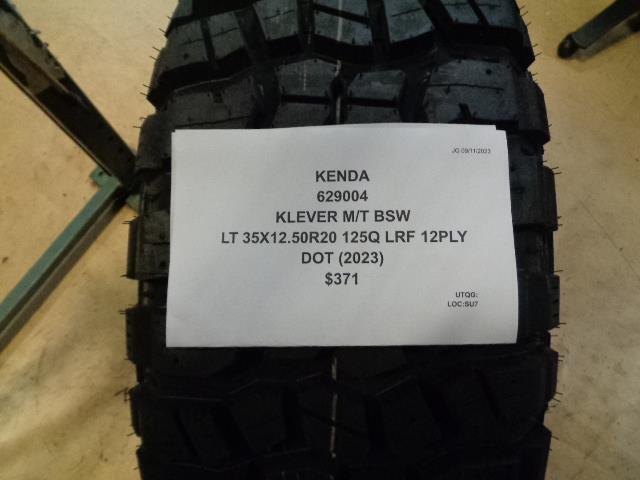 JG 09/11/2023
KENDA
629004
KLEVER M/T BSW
LT 35X12.50R20 125Q LRF 12PLY
DOT (2023)
$371
UTQG:
LOC:SU7